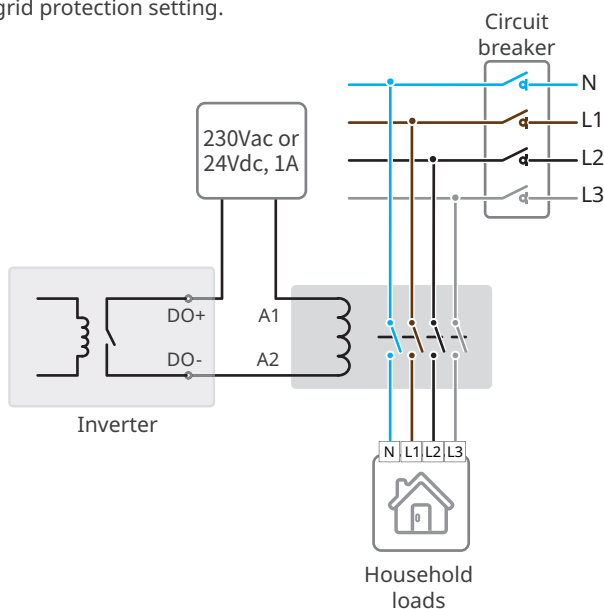 grid protection setting.
Circuit
breaker
N
L1
L2
L3
230Vac or
24Vdc, 1A
DO+
A1
DO-
A2
Inverter
N L1 L2 L3
Household
loads